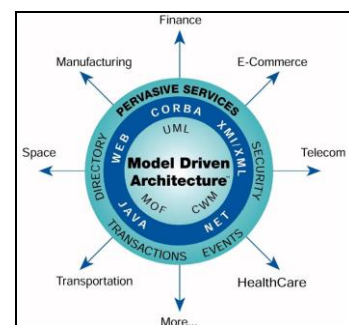 Finance
Manufacturing
E-Commerce
PERVASIVE SERVICES
CORBA
WEB
XMI/XML
UML
DIRECTORY
SECURITY
Space
Model Driven
Architecture
Telecom
MOF
CWM
JAVA
NET
TRANSACTIONS
EVENTS
Transportation
HealthCare
More...